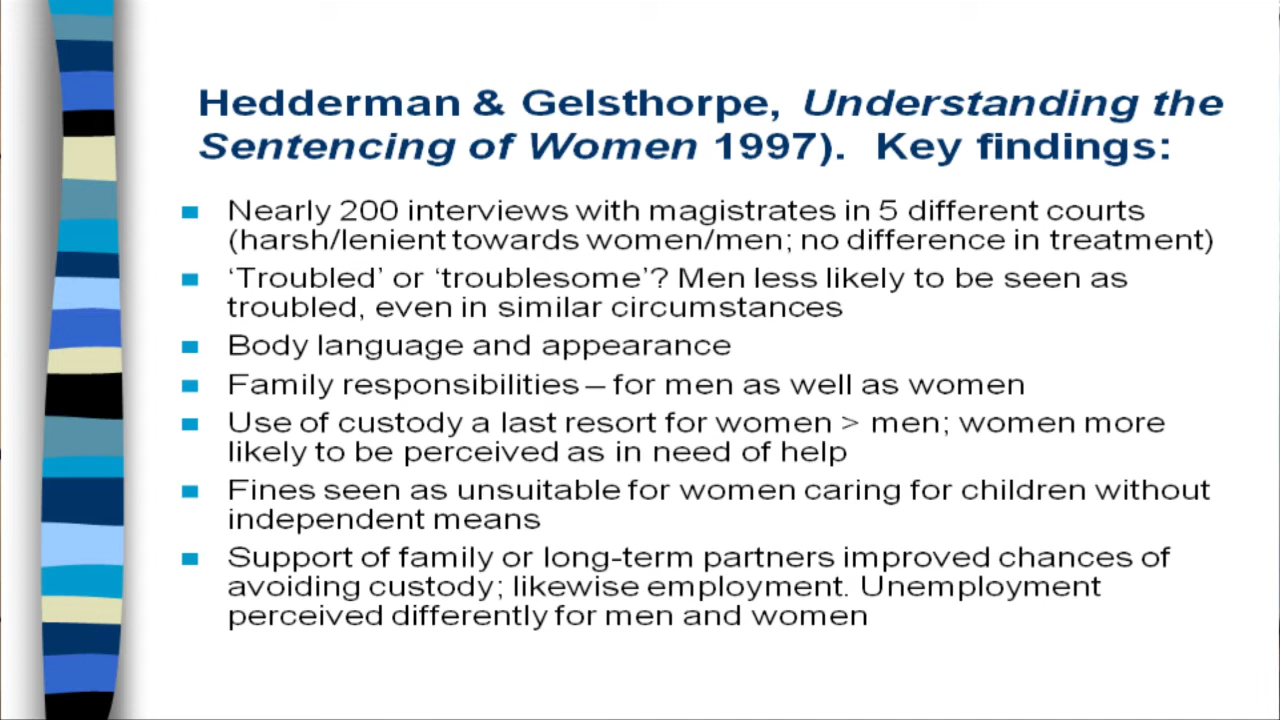 Hedderman & Gelsthorpe, Understanding the
Sentencing of Women 1997). Key findings:
Nearly 200 interviews with magistrates in 5 different courts
(harsh/lenient towards women/men; no difference in treatment)
‘Troubled’ or ‘troublesome’? Men less likely to be seen as
troubled, even in similar circumstances
Body language and appearance
Family responsibilities – for men as well as women
Use of custody a last resort for women > men; women more
likely to be perceived as in need of help
Fines seen as unsuitable for women caring for children without
independent means
Support of family or long-term partners improved chances of
avoiding custody; likewise employment. Unemployment
perceived differently for men and women